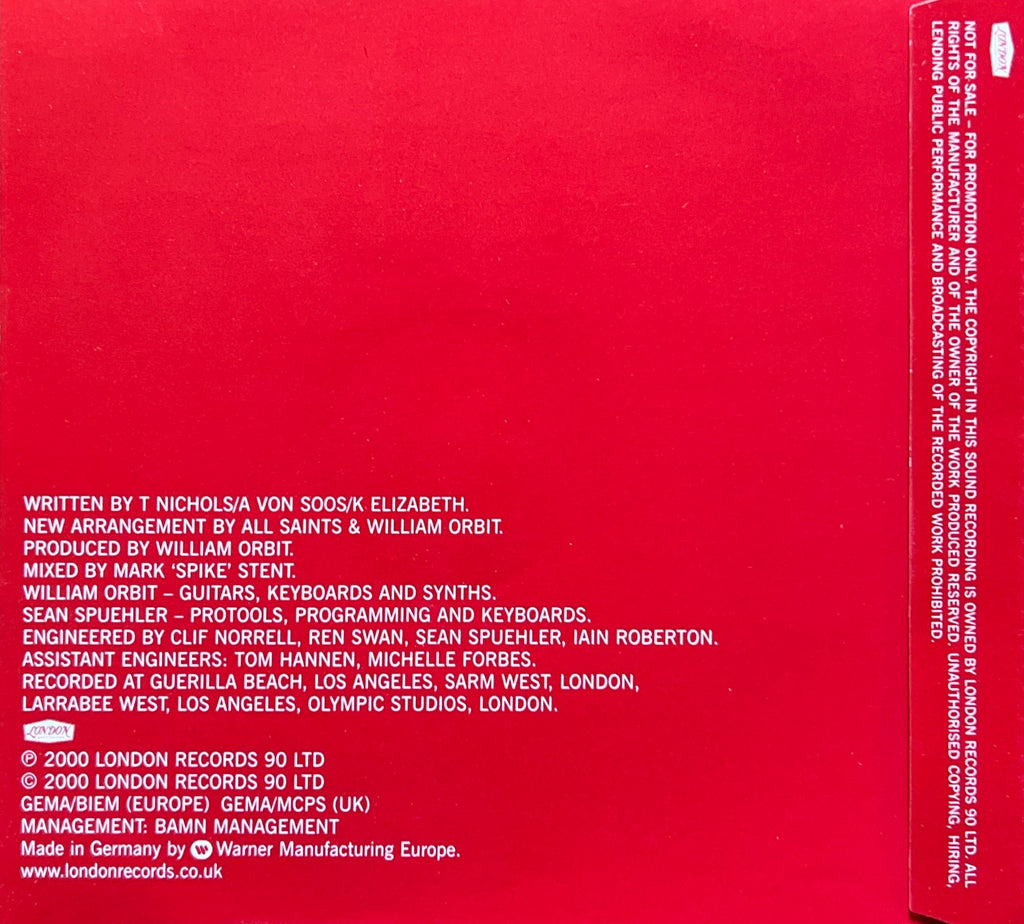 WRITTEN BY T NICHOLS/A VON SOOS/K ELIZABETH.
NEW ARRANGEMENT BY ALL SAINTS & WILLIAM ORBIT.
PRODUCED BY WILLIAM ORBIT.
MIXED BY MARK ‘SPIKE’ STENT.
WILLIAM ORBIT – GUITARS, KEYBOARDS AND SYNTHS.
SEAN SPUEHLER – PROTOOLS, PROGRAMMING AND KEYBOARDS.
ENGINEERED BY CLIF NORRELL, REN SWAN, SEAN SPUEHLER, IAIN ROBERTON.
ASSISTANT ENGINEERS: TOM HANNEN, MICHELLE FORBES.
RECORDED AT GUERILLA BEACH, LOS ANGELES, SARM WEST, LONDON,
LARRABEE WEST, LOS ANGELES, OLYMPIC STUDIOS, LONDON.
LONDON
℗ 2000 LONDON RECORDS 90 LTD
© 2000 LONDON RECORDS 90 LTD
GEMA/BIEM (EUROPE) GEMA/MCPS (UK)
MANAGEMENT: BAMN MANAGEMENT
Made in Germany by Warner Manufacturing Europe.
www.londonrecords.co.uk
LONDON
NOT FOR SALE – FOR PROMOTION ONLY. THE COPYRIGHT IN THIS SOUND RECORDING IS OWNED BY LONDON RECORDS 90 LTD. ALL
RIGHTS OF THE MANUFACTURER AND OF THE OWNER OF THE WORK PRODUCED RESERVED. UNAUTHORISED COPYING, HIRING,
LENDING PUBLIC PERFORMANCE AND BROADCASTING OF THE RECORDED WORK PROHIBITED.